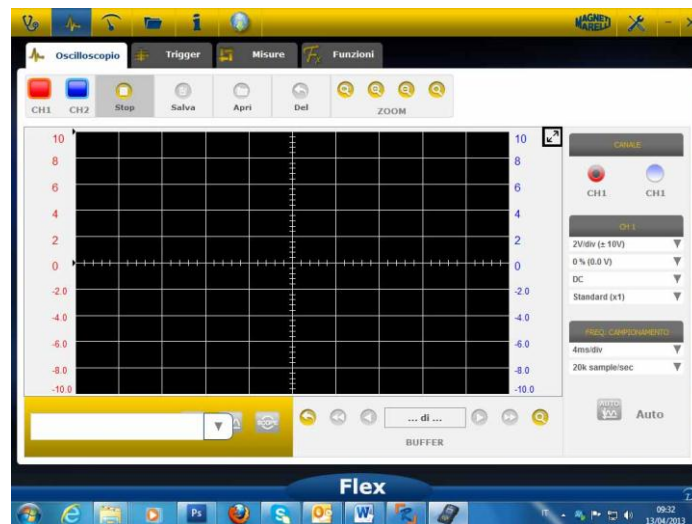 MAGNETI
MARELLI
Oscilloscopio
Trigger
Misure
Fx
Funzioni
CH1
CH2
Stop
Salva
Apri
Del
ZOOM
10
8
6
4
2
0
-2.0
-4.0
-6.0
-8.0
-10.0
10
8
6
4
2
0
-2.0
-4.0
-6.0
-8.0
-10.0
CANALE
CH1
CH1
CH 1
2V/div (± 10V)
0 % (0.0 V)
DC
Standard (x1)
FREQ. CAMPIONAMENTO
4ms/div
20k sample/sec
AUTO
Auto
SCOPE
... di ...
BUFFER
Flex
Ps
IT
09:32
13/04/2013